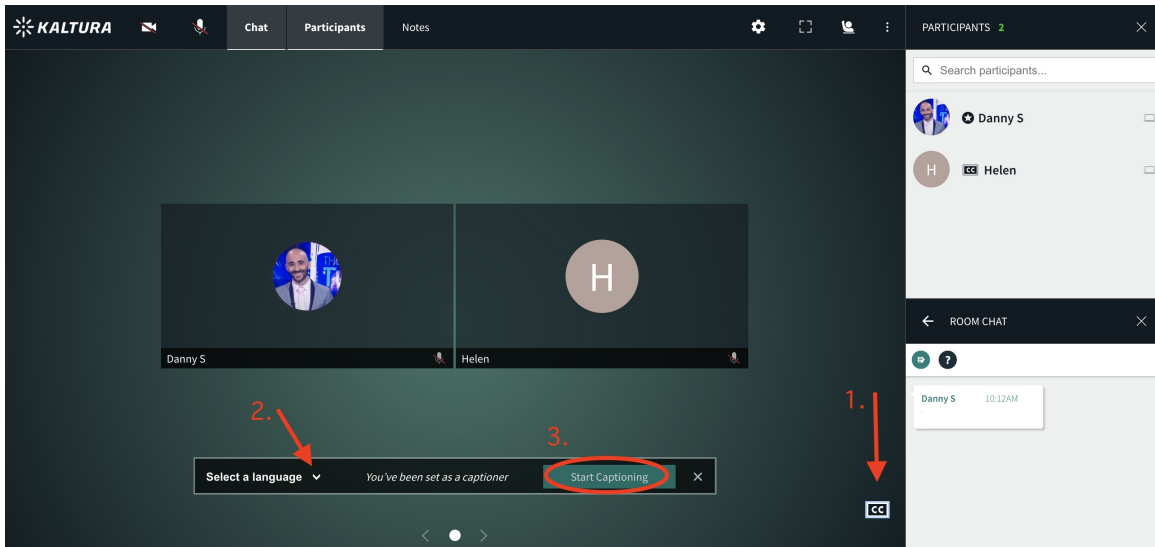 KALTURA
Chat
Participants
Notes
PARTICIPANTS 2
Search participants...
Danny S
H
CC Helen
H
Danny S
Helen
ROOM CHAT
?
Danny S 10:12AM
1.
2.
3.
Select a language
You've been set as a captioner
Start Captioning
CC